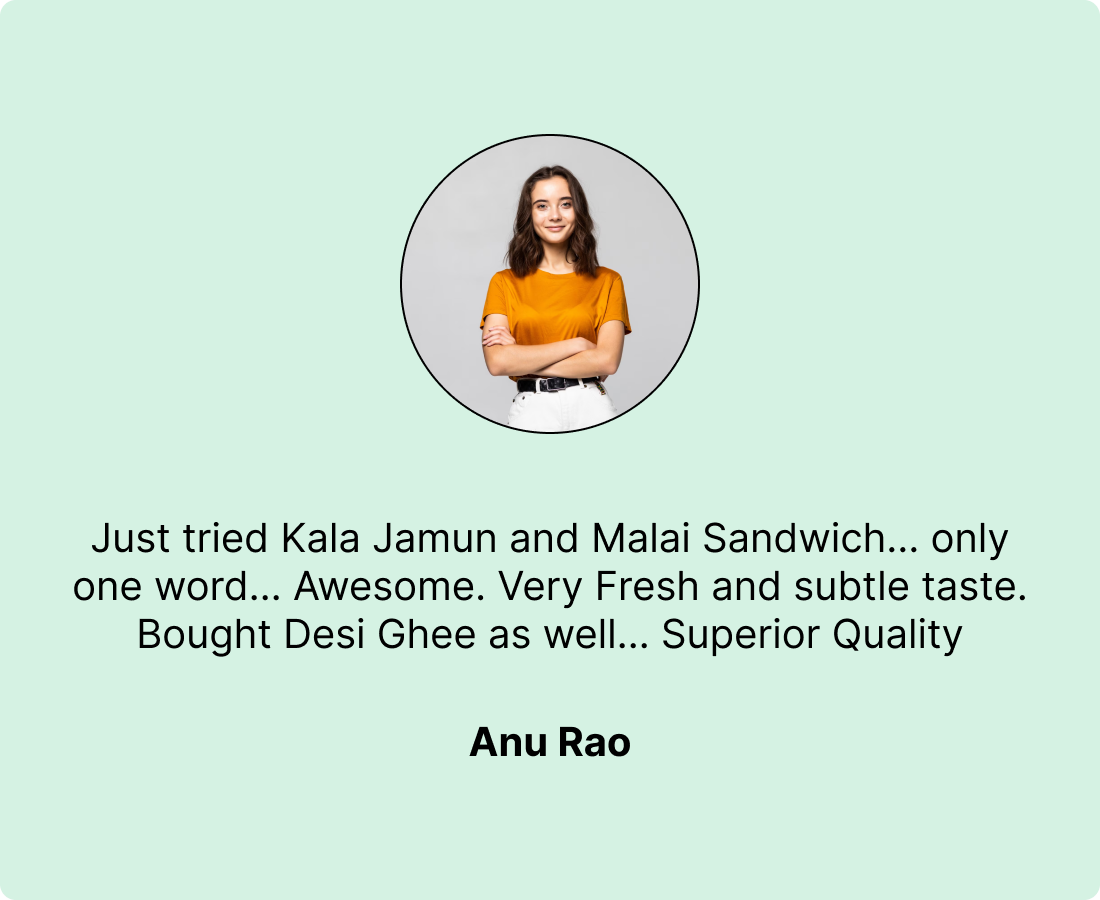 Just tried Kala Jamun and Malai Sandwich... only
one word... Awesome. Very Fresh and subtle taste.
Bought Desi Ghee as well... Superior Quality
Anu Rao